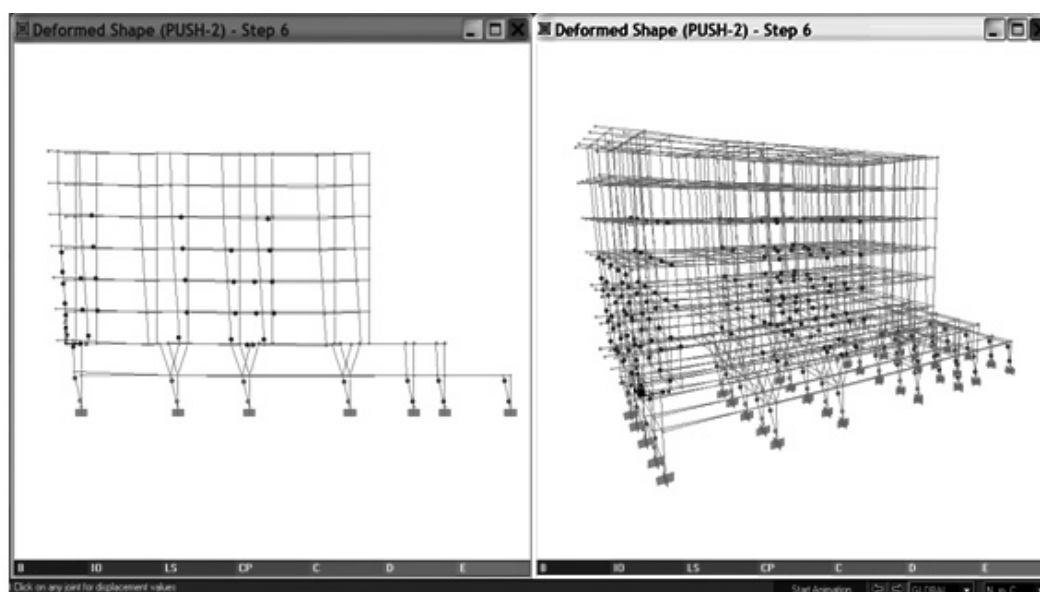 Deformed Shape (PUSH-2) - Step 6
Deformed Shape (PUSH-2) - Step 6
B IO LS CP C D E
B IO LS CP C D E
Click on any joint for displacement values
Start Animation GLOBAL N, m, C